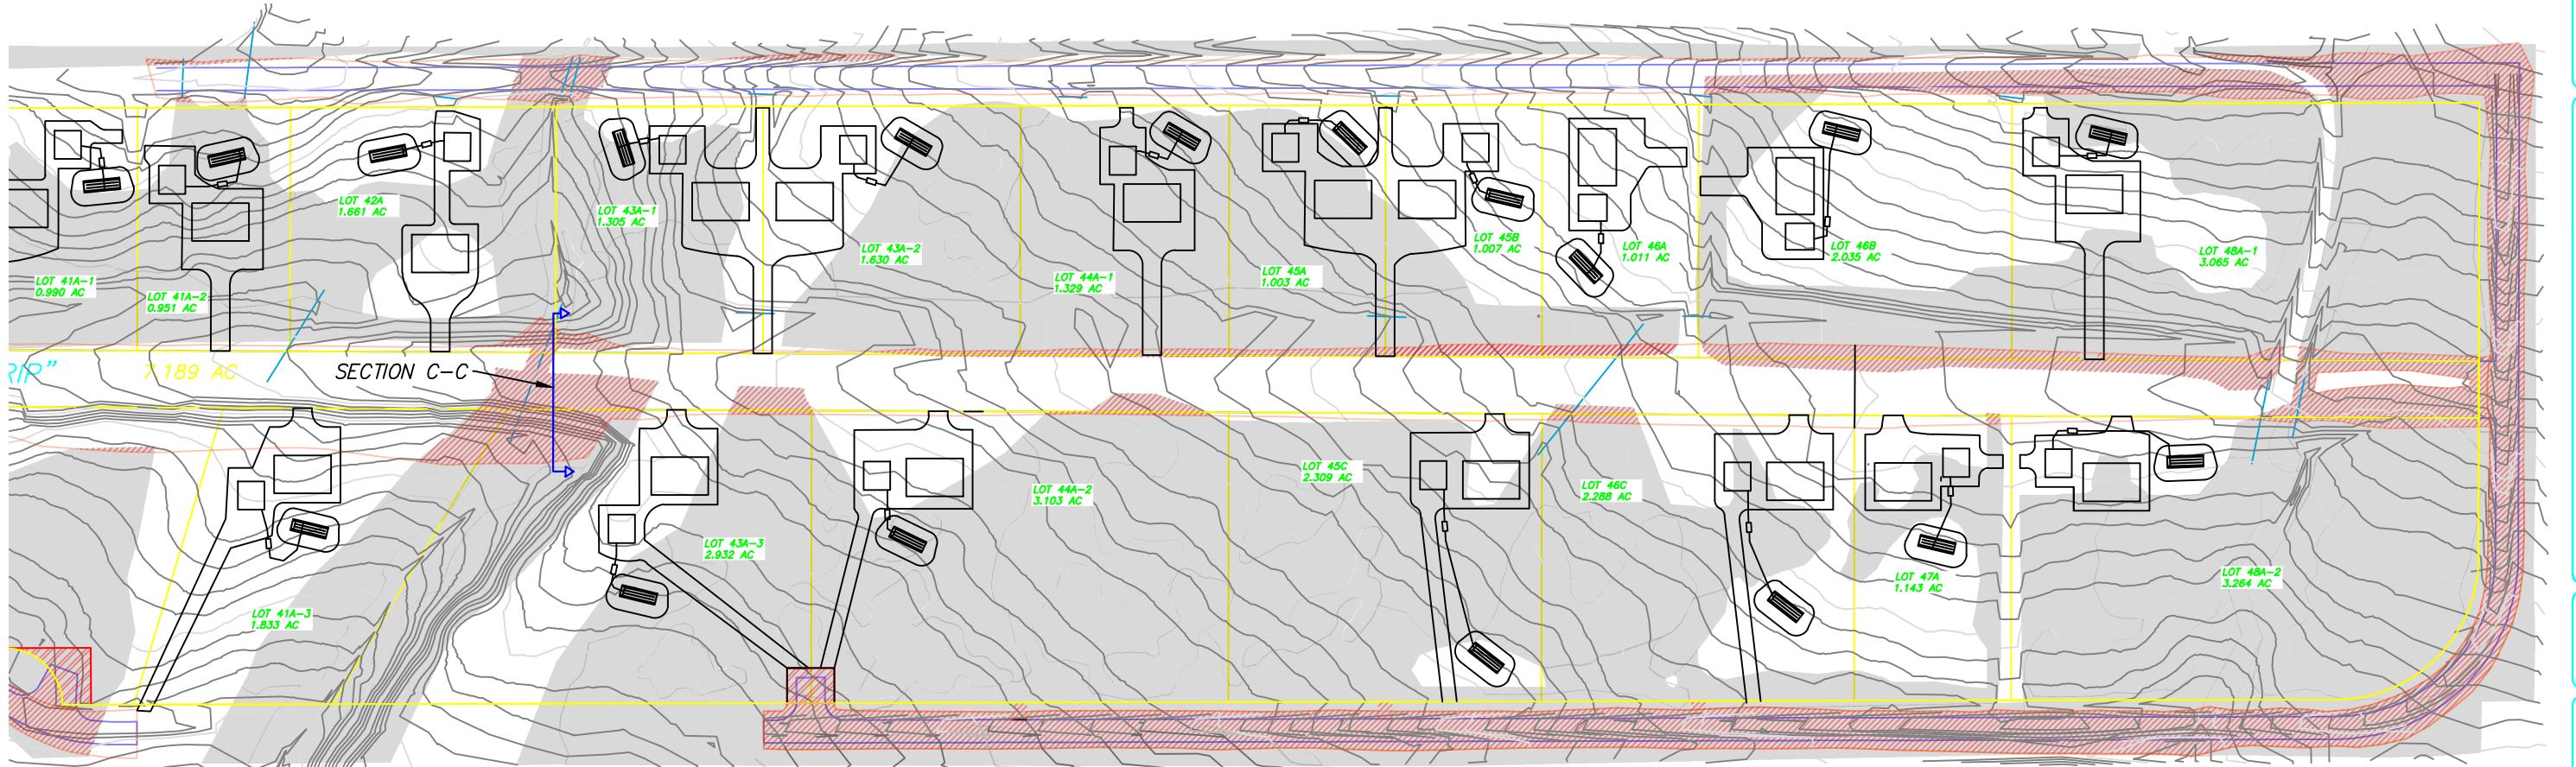 LOT 41A-1
0.990 AC
LOT 41A-2
0.951 AC
LOT 42A
1.661 AC
LOT 43A-1
1.305 AC
LOT 43A-2
1.630 AC
LOT 44A-1
1.329 AC
LOT 45A
1.003 AC
LOT 45B
1.007 AC
LOT 46A
1.011 AC
LOT 46B
2.035 AC
LOT 48A-1
3.065 AC
RIP"
7.189 AC
SECTION C-C
LOT 41A-3
1.833 AC
LOT 43A-3
2.932 AC
LOT 44A-2
3.103 AC
LOT 45C
2.309 AC
LOT 46C
2.288 AC
LOT 47A
1.143 AC
LOT 48A-2
3.264 AC